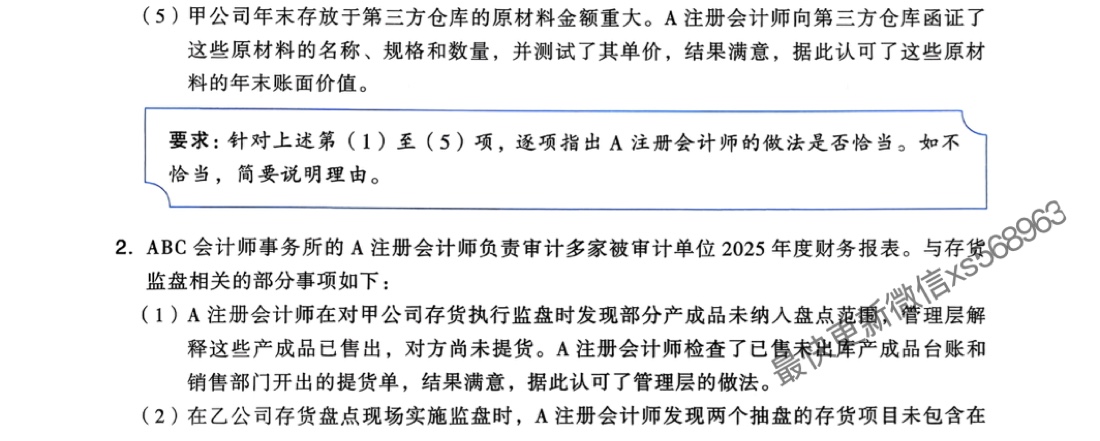 （5）甲公司年末存放于第三方仓库的原材料金额重大。A 注册会计师向第三方仓库函证了
这些原材料的名称、规格和数量，并测试了其单价，结果满意，据此认可了这些原材
料的年末账面价值。
要求：针对上述第（1）至（5）项，逐项指出 A 注册会计师的做法是否恰当。如不
恰当，简要说明理由。
2. ABC 会计师事务所的 A 注册会计师负责审计多家被审计单位 2025 年度财务报表。与存货
监盘相关的部分事项如下：
（1）A 注册会计师在对甲公司存货执行监盘时发现部分产成品未纳入盘点范围，管理层解
释这些产成品已售出，对方尚未提货。A 注册会计师检查了已售未出库产成品台账和
销售部门开出的提货单，结果满意，据此认可了管理层的做法。
（2）在乙公司存货盘点现场实施监盘时，A 注册会计师发现两个抽盘的存货项目未包含在
最快更新微信xs568963